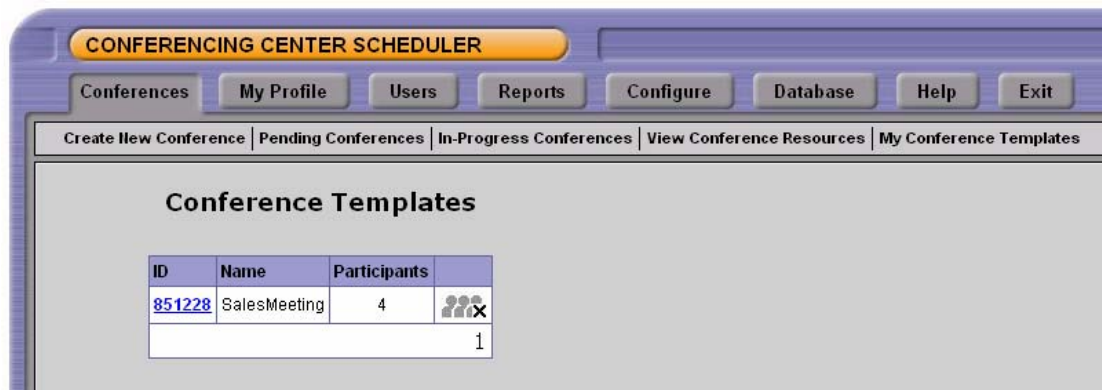 CONFERENCING CENTER SCHEDULER
Conferences My Profile Users Reports Configure Database Help Exit
Create New Conference | Pending Conferences | In-Progress Conferences | View Conference Resources | My Conference Templates
Conference Templates
ID Name Participants
851228 SalesMeeting 4
1